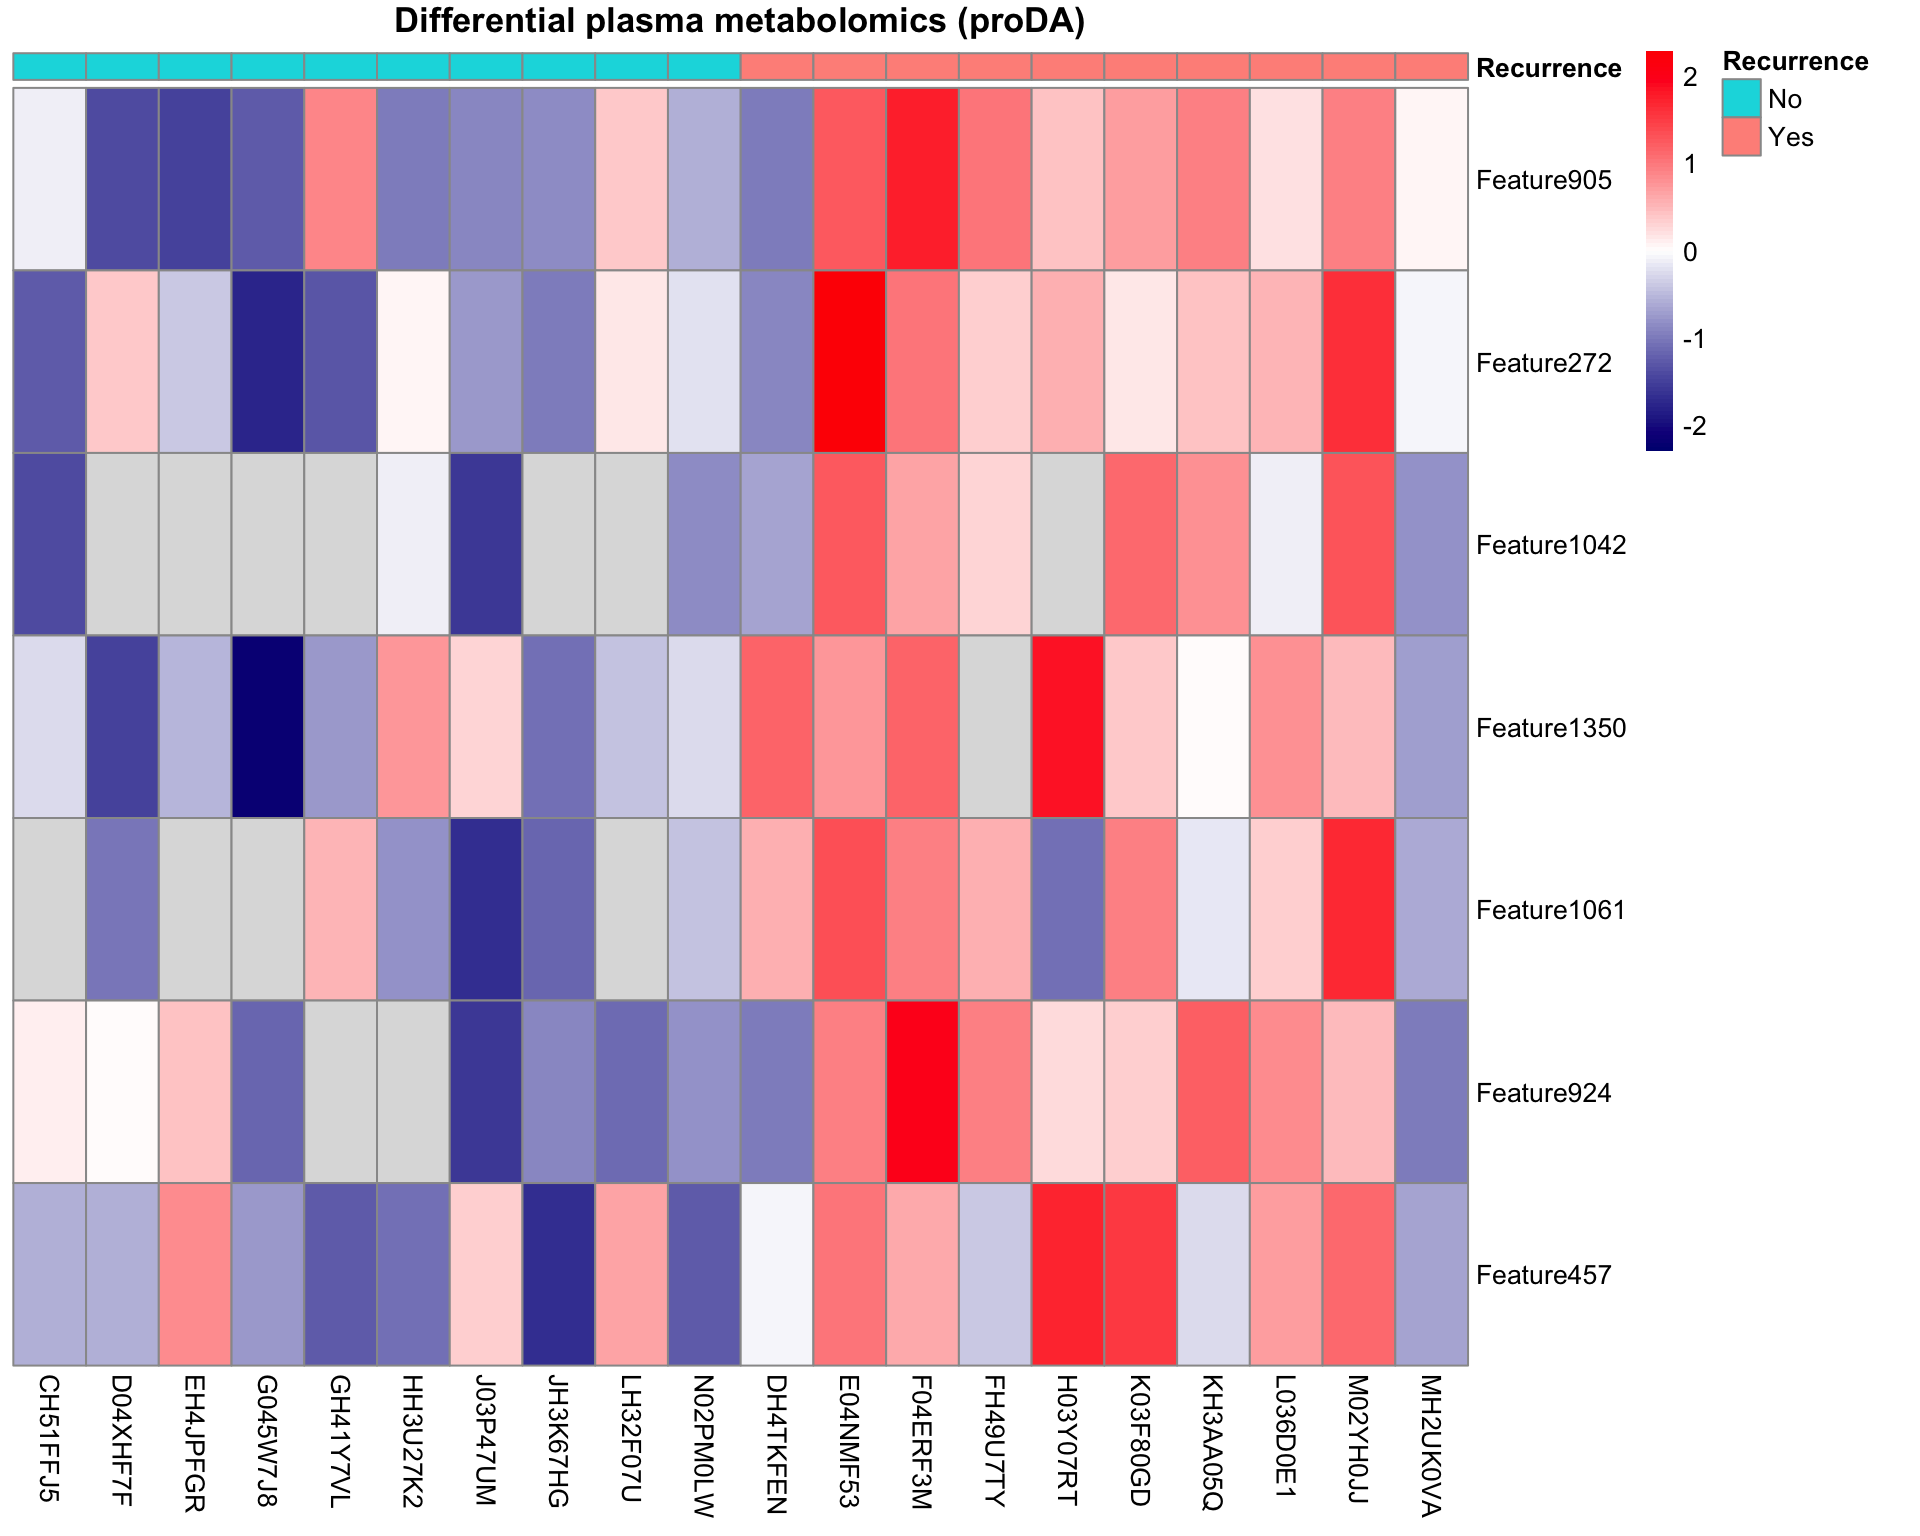 Differential plasma metabolomics (proDA)
Recurrence
2
1
0
-1
-2
Recurrence
No
Yes
Feature905
Feature272
Feature1042
Feature1350
Feature1061
Feature924
Feature457
CH51FFJ5
D04XHF7F
EH4JPFGR
G045W7J8
GH41Y7VL
HH3U27K2
J03P47UM
JH3K67HG
LH32F07U
N02PM0LW
DH4TKFEN
E04NMF53
F04ERF3M
FH49U7TY
H03Y07RT
K03F80GD
KH3AA05Q
L036D0E1
M02YH0JJ
MH2UK0VA